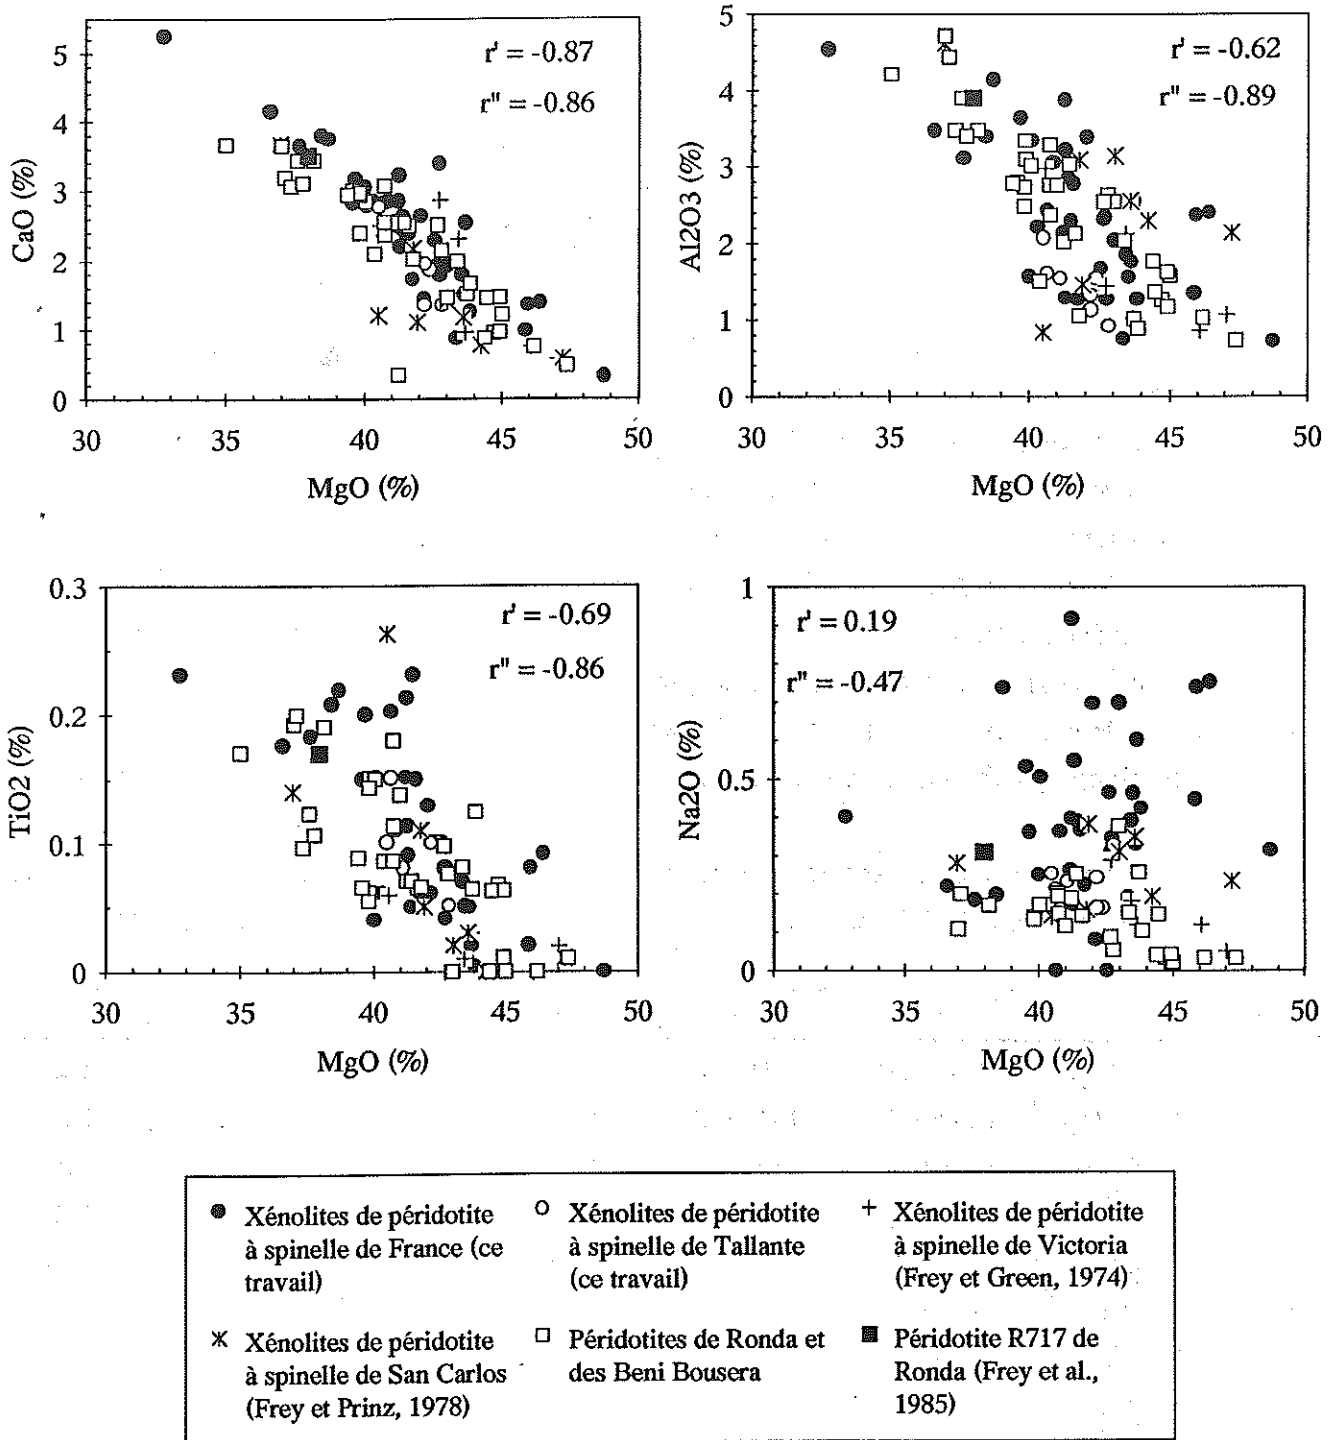 r' = -0.87
r" = -0.86
CaO (%)
5
4
3
2
1
0
30
35
40
45
50
MgO (%)
r' = -0.62
r" = -0.89
Al2O3 (%)
5
4
3
2
1
0
30
35
40
45
50
MgO (%)
r' = -0.69
r" = -0.86
TiO2 (%)
0.3
0.2
0.1
0
30
35
40
45
50
MgO (%)
r' = 0.19
r" = -0.47
Na2O (%)
1
0.5
0
30
35
40
45
50
MgO (%)
Xénolites de péridotite
à spinelle de France (ce
travail)
Xénolites de péridotite
à spinelle de Tallante
(ce travail)
Xénolites de péridotite
à spinelle de Victoria
(Frey et Green, 1974)
Xénolites de péridotite
à spinelle de San Carlos
(Frey et Prinz, 1978)
Péridotites de Ronda et
des Beni Bousera
Péridotite R717 de
Ronda (Frey et al.,
1985)